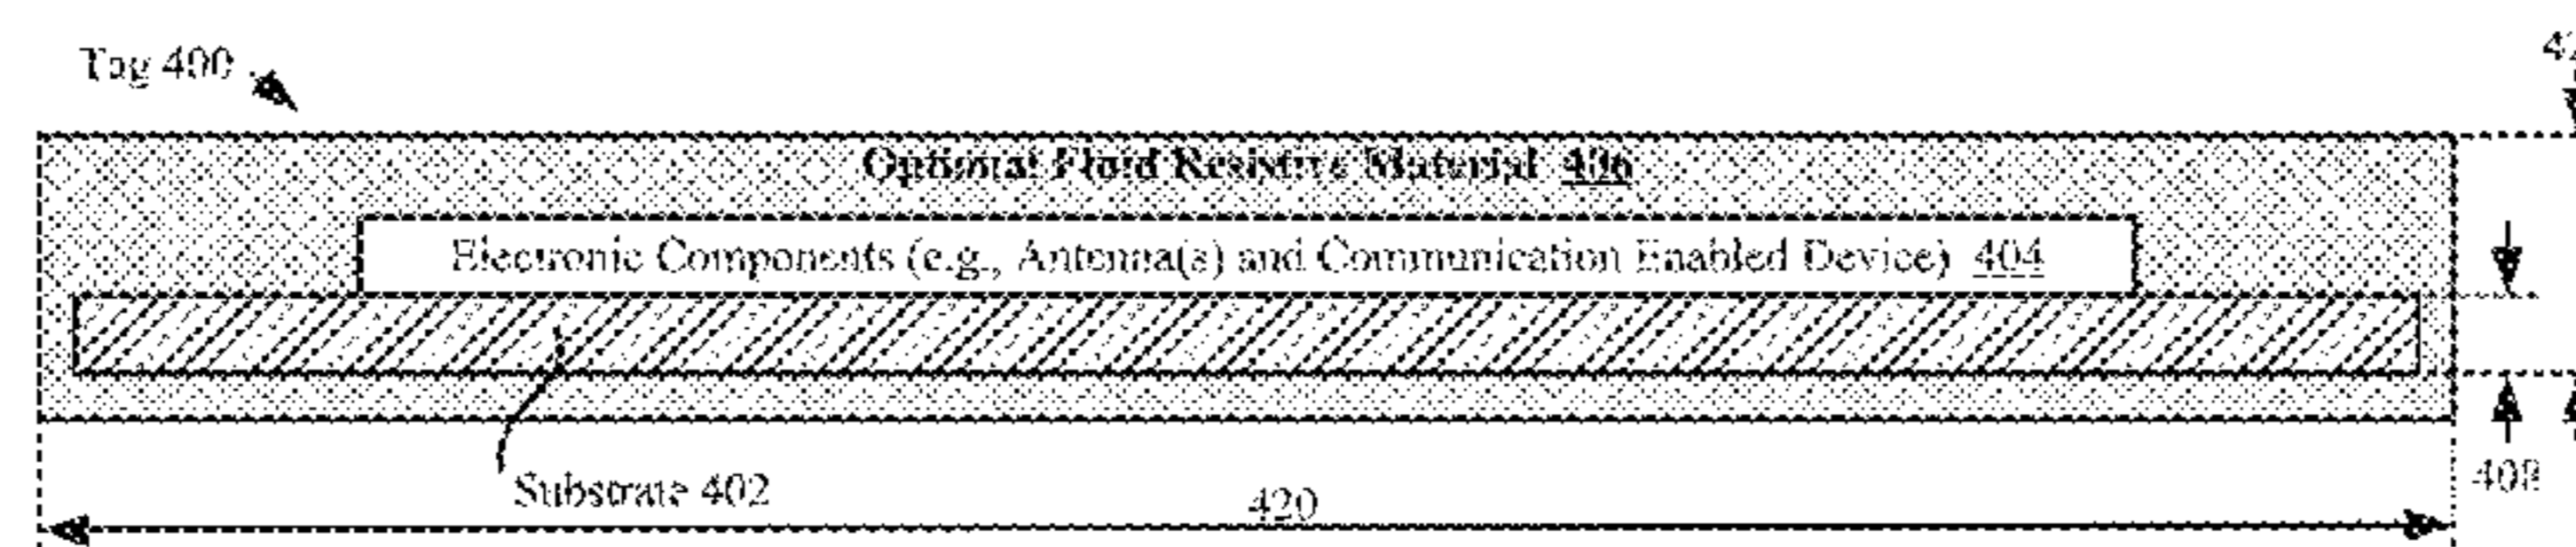 Tag 400
Optional Fluid Resistive Material 406
Electronic Components (e.g., Antenna(s) and Communication Enabled Device) 404
Substrate 402
420
408